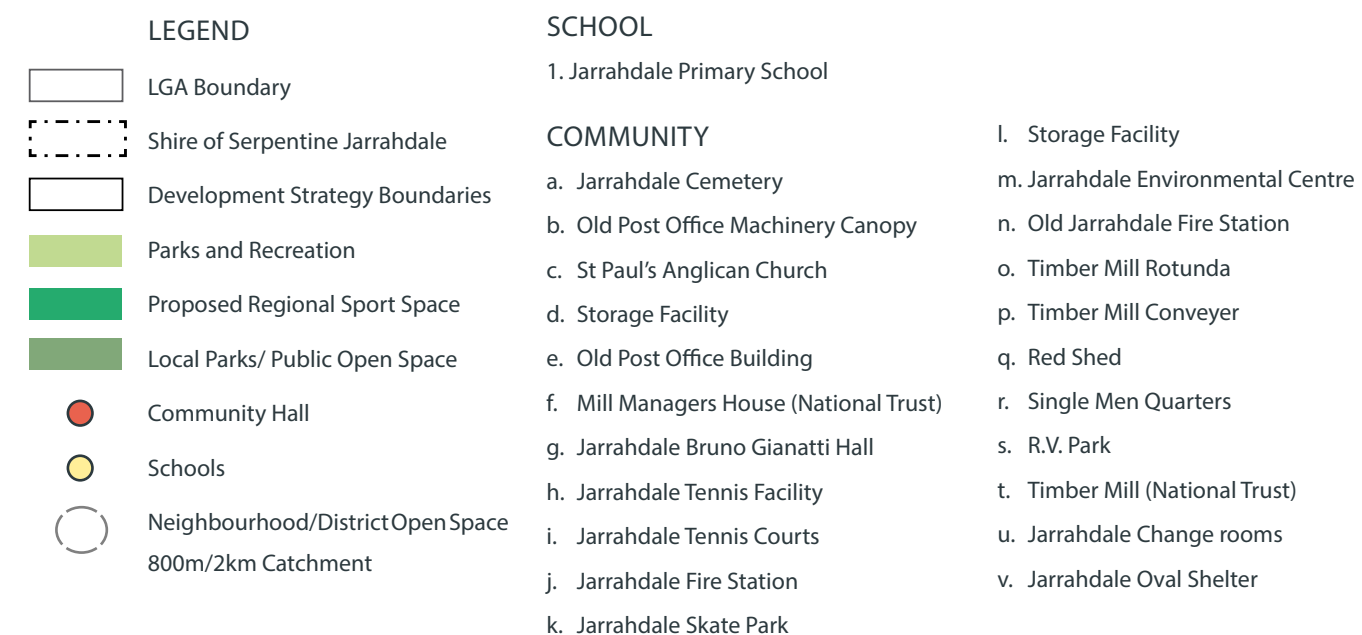 LEGEND
LGA Boundary
Shire of Serpentine Jarrahdale
Development Strategy Boundaries
Parks and Recreation
Proposed Regional Sport Space
Local Parks/ Public Open Space
Community Hall
Schools
Neighbourhood/District Open Space
800m/2km Catchment
SCHOOL
1. Jarrahdale Primary School
COMMUNITY
a. Jarrahdale Cemetery
b. Old Post Office Machinery Canopy
c. St Paul's Anglican Church
d. Storage Facility
e. Old Post Office Building
f. Mill Managers House (National Trust)
g. Jarrahdale Bruno Gianatti Hall
h. Jarrahdale Tennis Facility
i. Jarrahdale Tennis Courts
j. Jarrahdale Fire Station
k. Jarrahdale Skate Park
l. Storage Facility
m. Jarrahdale Environmental Centre
n. Old Jarrahdale Fire Station
o. Timber Mill Rotunda
p. Timber Mill Conveyer
q. Red Shed
r. Single Men Quarters
s. R.V. Park
t. Timber Mill (National Trust)
u. Jarrahdale Change rooms
v. Jarrahdale Oval Shelter